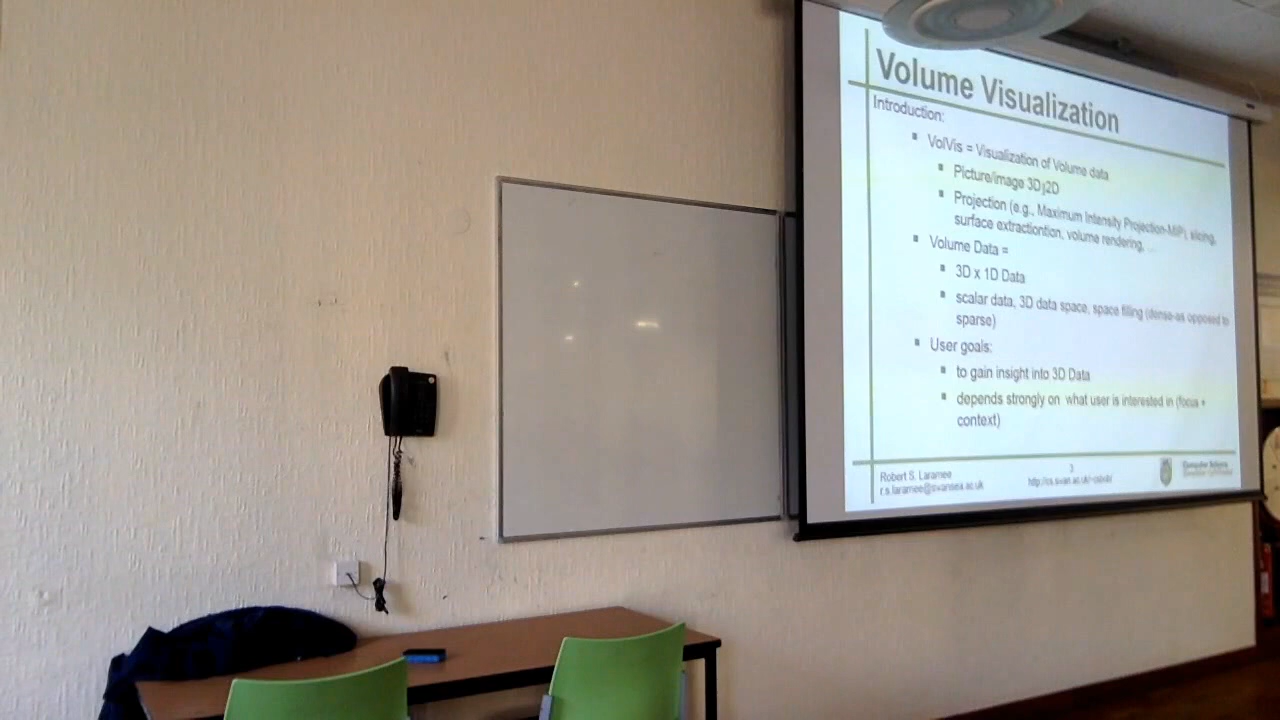 Volume Visualization
Introduction:
VolVis = Visualization of Volume data
Picture/image 3D¡2D
Projection (e.g., Maximum Intensity Projection-MIP), slicing,
surface extractiontion, volume rendering, ...
Volume Data =
3D x 1D Data
scalar data, 3D data space, space filling (dense-as opposed to
sparse)
User goals:
to gain insight into 3D Data
depends strongly on what user is interested in (focus +
context)
Robert S. Laramee
r.s.laramee@swansea.ac.uk
3
Computer Science